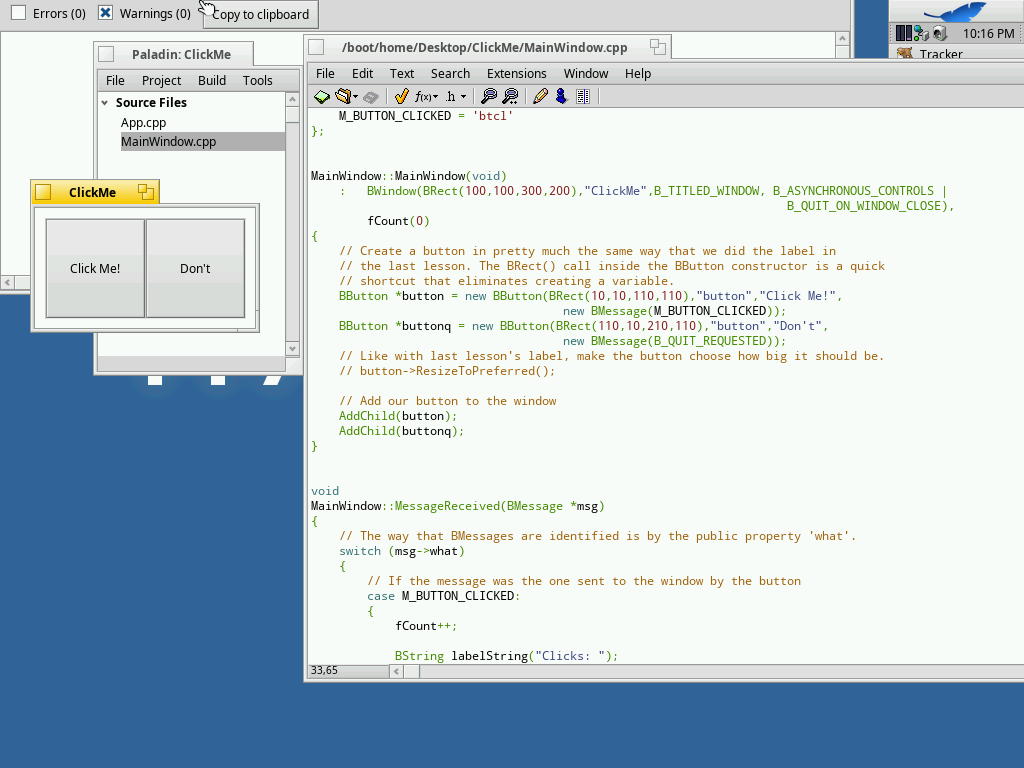 Errors (0) Warnings (0) Copy to clipboard
10:16 PM
Tracker
Paladin: ClickMe
File Project Build Tools
Source Files
App.cpp
MainWindow.cpp
ClickMe
Click Me! Don't
/boot/home/Desktop/ClickMe/MainWindow.cpp
File Edit Text Search Extensions Window Help
f(x) .h
    M_BUTTON_CLICKED = 'btcl'
};
MainWindow::MainWindow(void)
    :   BWindow(BRect(100,100,300,200),"ClickMe",B_TITLED_WINDOW, B_ASYNCHRONOUS_CONTROLS |
                                                                    B_QUIT_ON_WINDOW_CLOSE),
        fCount(0)
{
    // Create a button in pretty much the same way that we did the label in
    // the last lesson. The BRect() call inside the BButton constructor is a quick
    // shortcut that eliminates creating a variable.
    BButton *button = new BButton(BRect(10,10,110,110),"button","Click Me!",
                                    new BMessage(M_BUTTON_CLICKED));
    BButton *buttonq = new BButton(BRect(110,10,210,110),"button","Don't",
                                    new BMessage(B_QUIT_REQUESTED));
    // Like with last lesson's label, make the button choose how big it should be.
    // button->ResizeToPreferred();
    // Add our button to the window
    AddChild(button);
    AddChild(buttonq);
}
void
MainWindow::MessageReceived(BMessage *msg)
{
    // The way that BMessages are identified is by the public property 'what'.
    switch (msg->what)
    {
        // If the message was the one sent to the window by the button
        case M_BUTTON_CLICKED:
        {
            fCount++;
            BString labelString("Clicks: ");
33,65